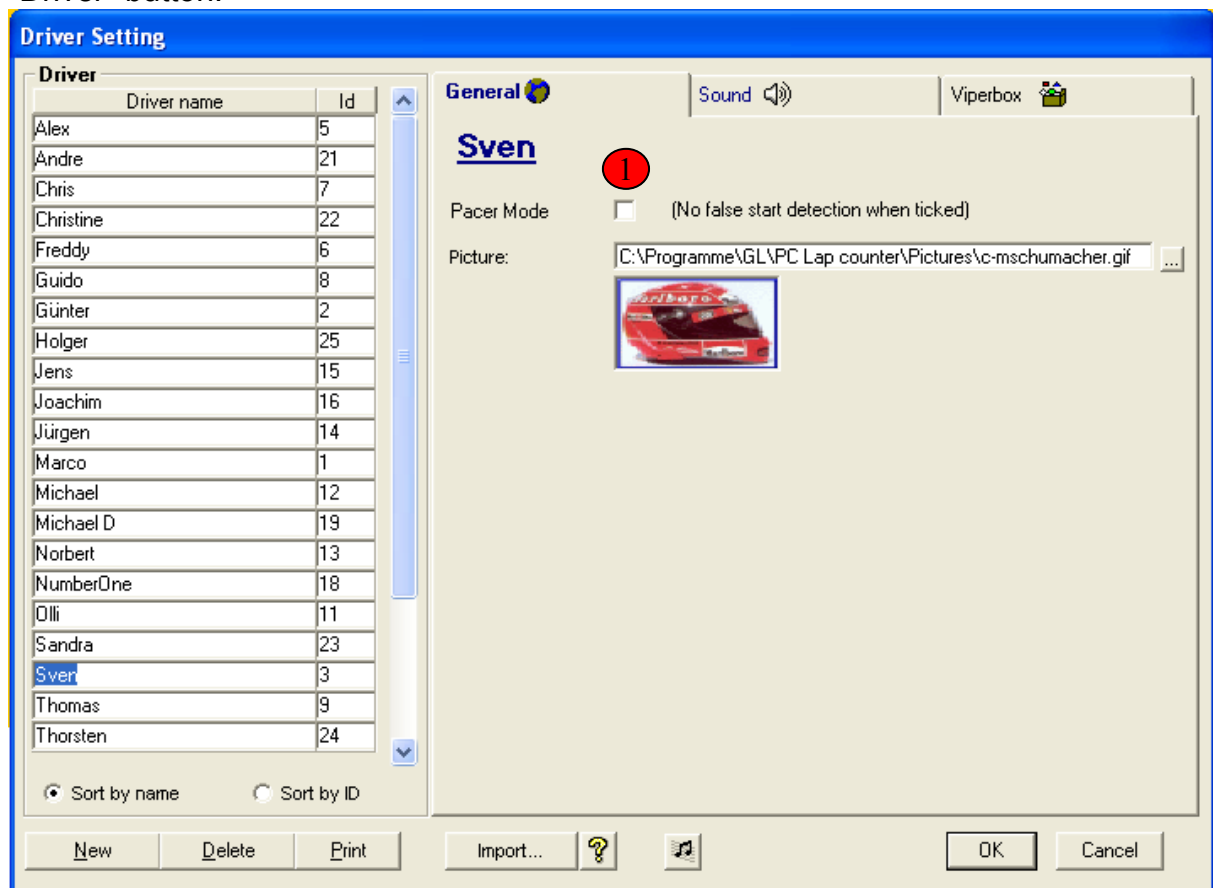 Driver" button.
Driver Setting
Driver
Driver name Id
Alex 5
Andre 21
Chris 7
Christine 22
Freddy 6
Guido 8
Günter 2
Holger 25
Jens 15
Joachim 16
Jürgen 14
Marco 1
Michael 12
Michael D 19
Norbert 13
NumberOne 18
Olli 11
Sandra 23
Sven 3
Thomas 9
Thorsten 24
Sort by name Sort by ID
General Sound Viperbox
Sven
1
Pacer Mode (No false start detection when ticked)
Picture: C:\Programme\GL\PC Lap counter\Pictures\c-mschumacher.gif ...
Marlboro
Marlboro
New Delete Print Import... ? OK Cancel